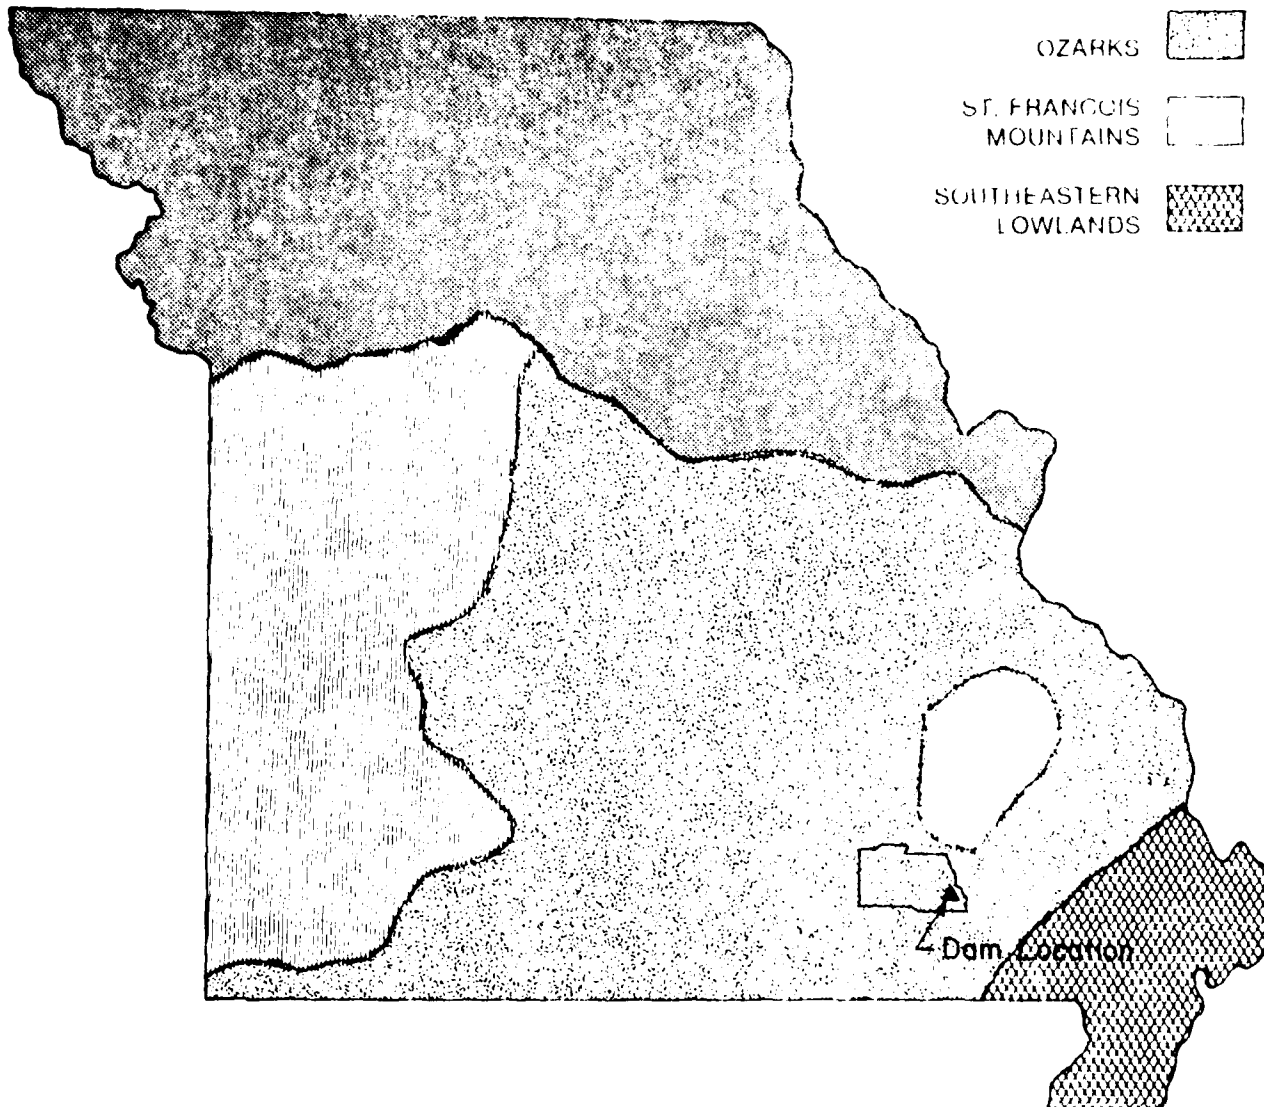 OZARKS
ST. FRANCOIS
MOUNTAINS
SOUTHEASTERN
LOWLANDS
Dam Location